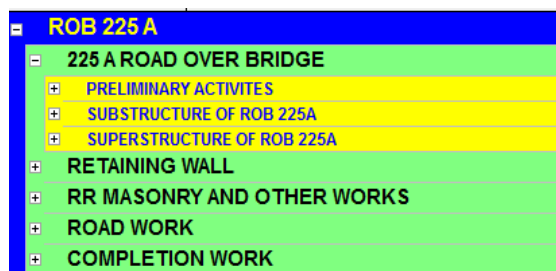 ROB 225 A
225 A ROAD OVER BRIDGE
PRELIMINARY ACTIVITES
SUBSTRUCTURE OF ROB 225A
SUPERSTRUCTURE OF ROB 225A
RETAINING WALL
RR MASONRY AND OTHER WORKS
ROAD WORK
COMPLETION WORK